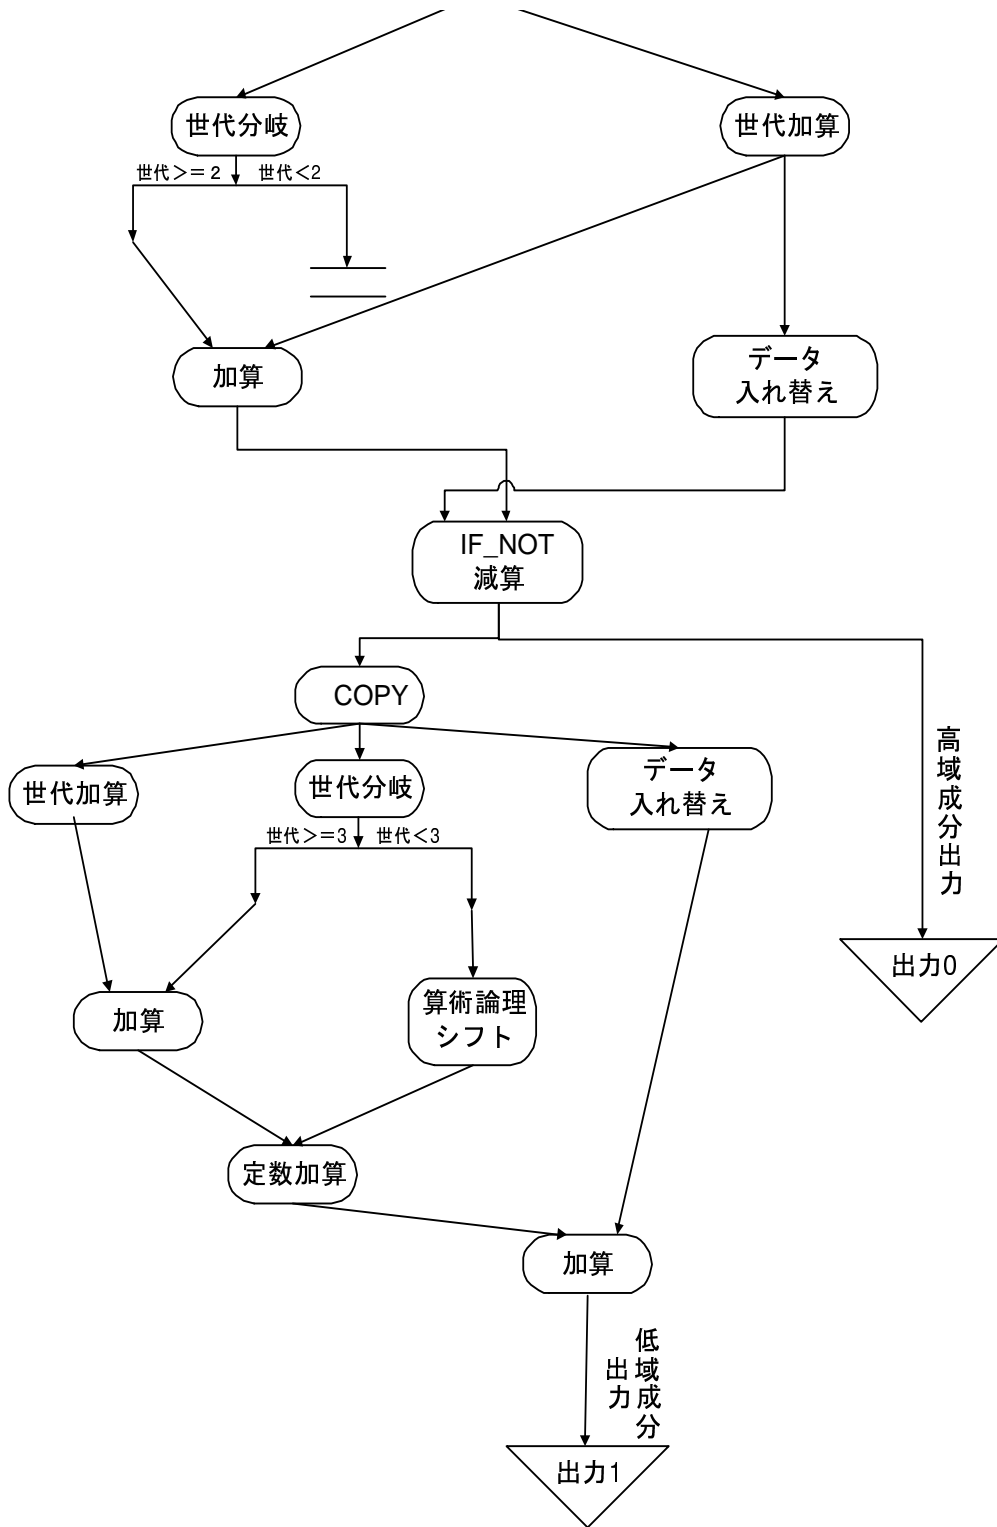 世代分岐
世代加算
世代>=2
世代<2
加算
データ
入れ替え
IF_NOT
減算
COPY
世代加算
世代分岐
データ
入れ替え
世代>=3
世代<3
高域成分出力
出力0
加算
算術論理
シフト
定数加算
加算
低域成分
出力
出力1